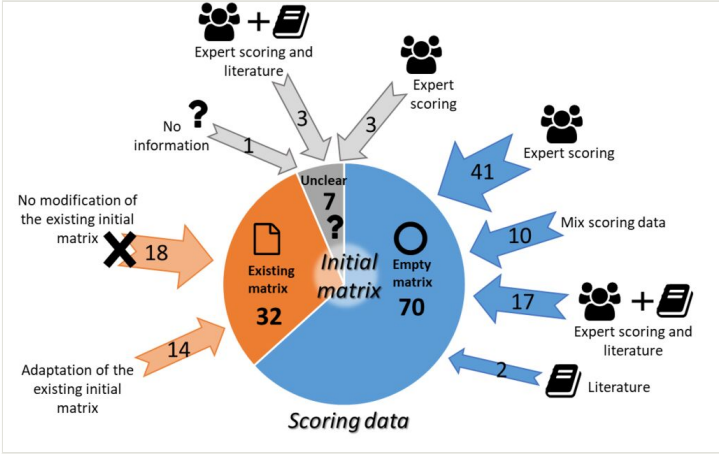 +
Expert scoring and
literature
Expert
scoring
3
3
?
No
information
1
Expert scoring
41
Mix scoring data
10
+
17
Expert scoring and
literature
2
Literature
No modification of
the existing initial
matrix
X
18
14
Adaptation of the
existing initial
matrix
Unclear
7
?
Existing
matrix
32
Initial
matrix
Empty
matrix
70
Scoring data